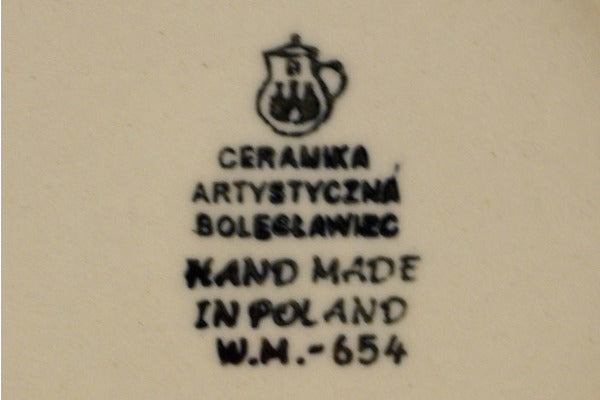 CERAMIKA
ARTYSTYCZNA
BOLESŁAWIEC
HAND MADE
IN POLAND
W.M.-654